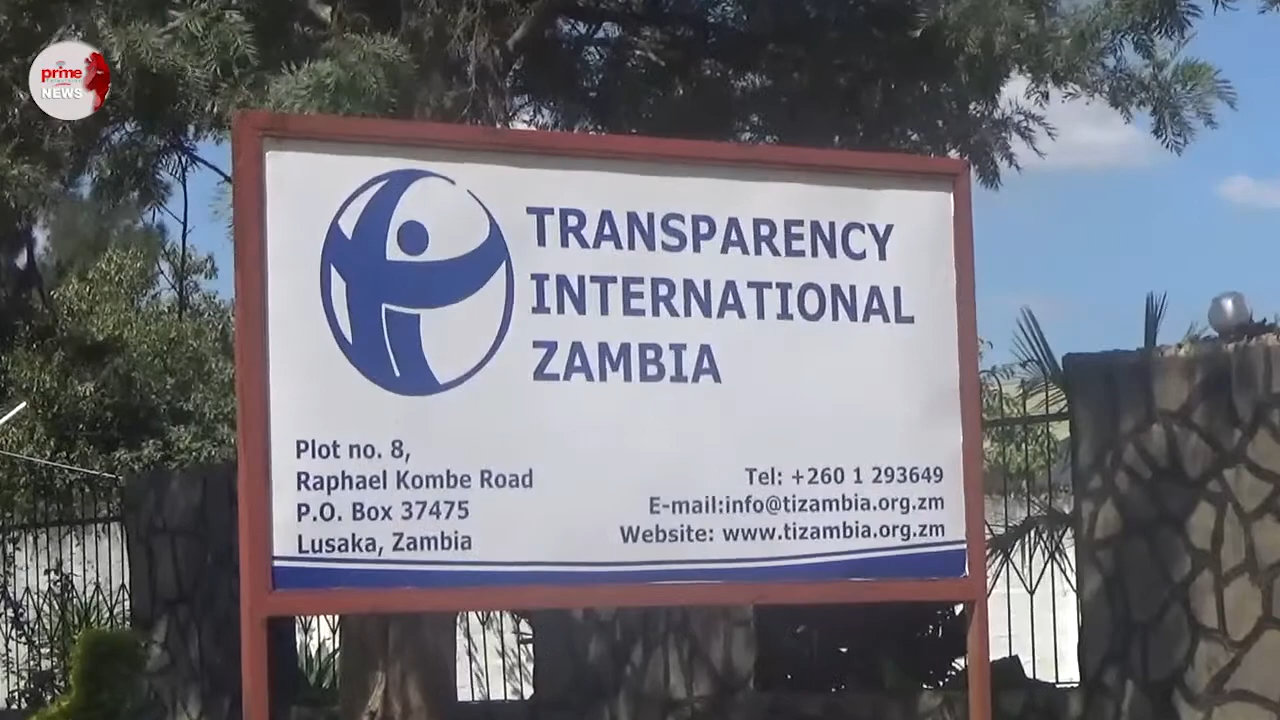 prime
NEWS
TRANSPARENCY
INTERNATIONAL
ZAMBIA
Plot no. 8,
Raphael Kombe Road
P.O. Box 37475
Lusaka, Zambia
Tel: +260 1 293649
E-mail:info@tizambia.org.zm
Website: www.tizambia.org.zm